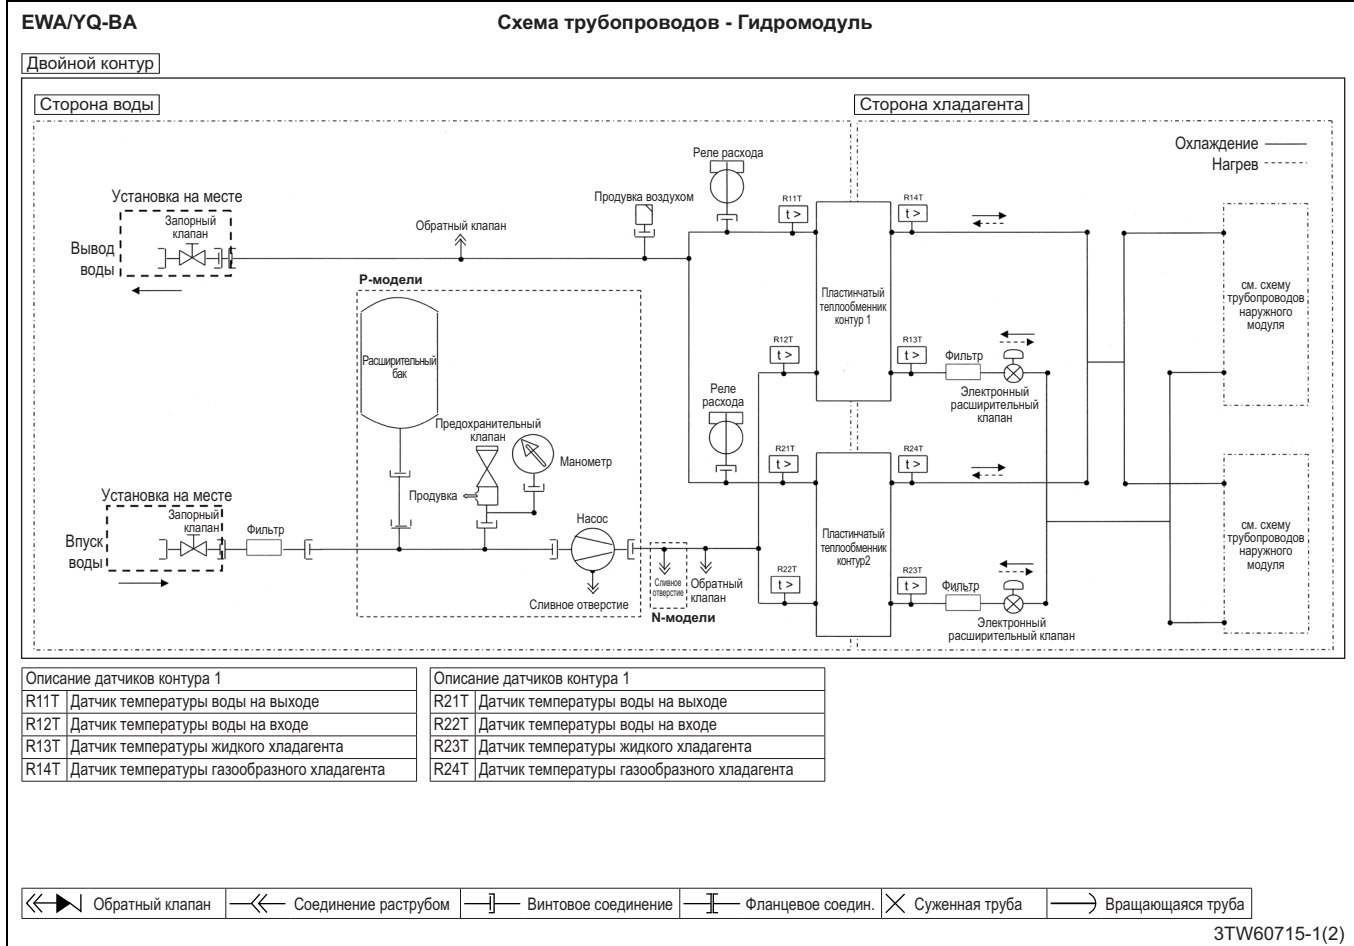 EWA/YQ-BA
Схема трубопроводов - Гидромодуль
Двойной контур
Сторона воды
Сторона хладагента
Охлаждение
Нагрев
Реле расхода
Продувка воздухом
R11T
t >
R14T
t >
Установка на месте
Запорный
клапан
Вывод
воды
Обратный клапан
P-модели
Расширительный
бак
Пластинчатый
теплообменник
контур 1
см. схему
трубопроводов
наружного
модуля
R12T
t >
R13T
t >
Фильтр
Электронный
расширительный
клапан
Реле
расхода
Предохранительный
клапан
Манометр
Продувка
R21T
t >
R24T
t >
Установка на месте
Запорный
клапан
Впуск
воды
Фильтр
Насос
Сливное отверстие
Сливное
отверстие
Обратный
клапан
N-модели
Пластинчатый
теплообменник
контур2
см. схему
трубопроводов
наружного
модуля
R22T
t >
R23T
t >
Фильтр
Электронный
расширительный клапан
Описание датчиков контура 1
R11T Датчик температуры воды на выходе
R12T Датчик температуры воды на входе
R13T Датчик температуры жидкого хладагента
R14T Датчик температуры газообразного хладагента
Описание датчиков контура 1
R21T Датчик температуры воды на выходе
R22T Датчик температуры воды на входе
R23T Датчик температуры жидкого хладагента
R24T Датчик температуры газообразного хладагента
Обратный клапан
Соединение раструбом
Винтовое соединение
Фланцевое соедин.
Суженная труба
Вращающаяся труба
3TW60715-1(2)